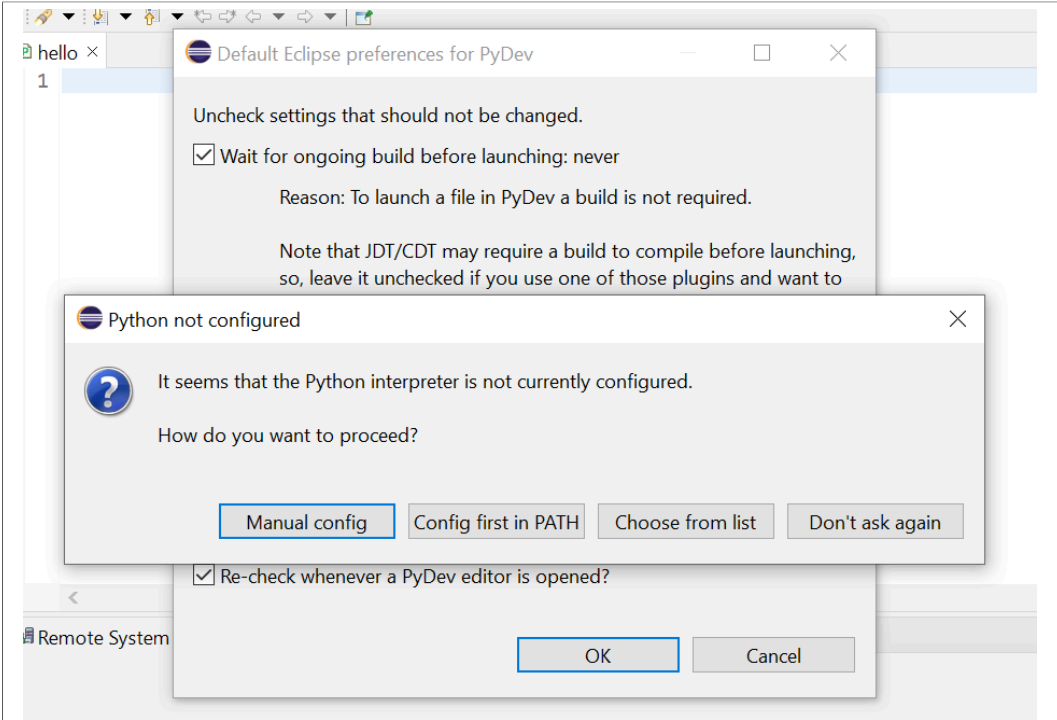 hello
1
Default Eclipse preferences for PyDev
Uncheck settings that should not be changed.
Wait for ongoing build before launching: never
Reason: To launch a file in PyDev a build is not required.
Note that JDT/CDT may require a build to compile before launching,
so, leave it unchecked if you use one of those plugins and want to
Python not configured
It seems that the Python interpreter is not currently configured.
How do you want to proceed?
Manual config Config first in PATH Choose from list Don't ask again
Re-check whenever a PyDev editor is opened?
Remote System
OK Cancel